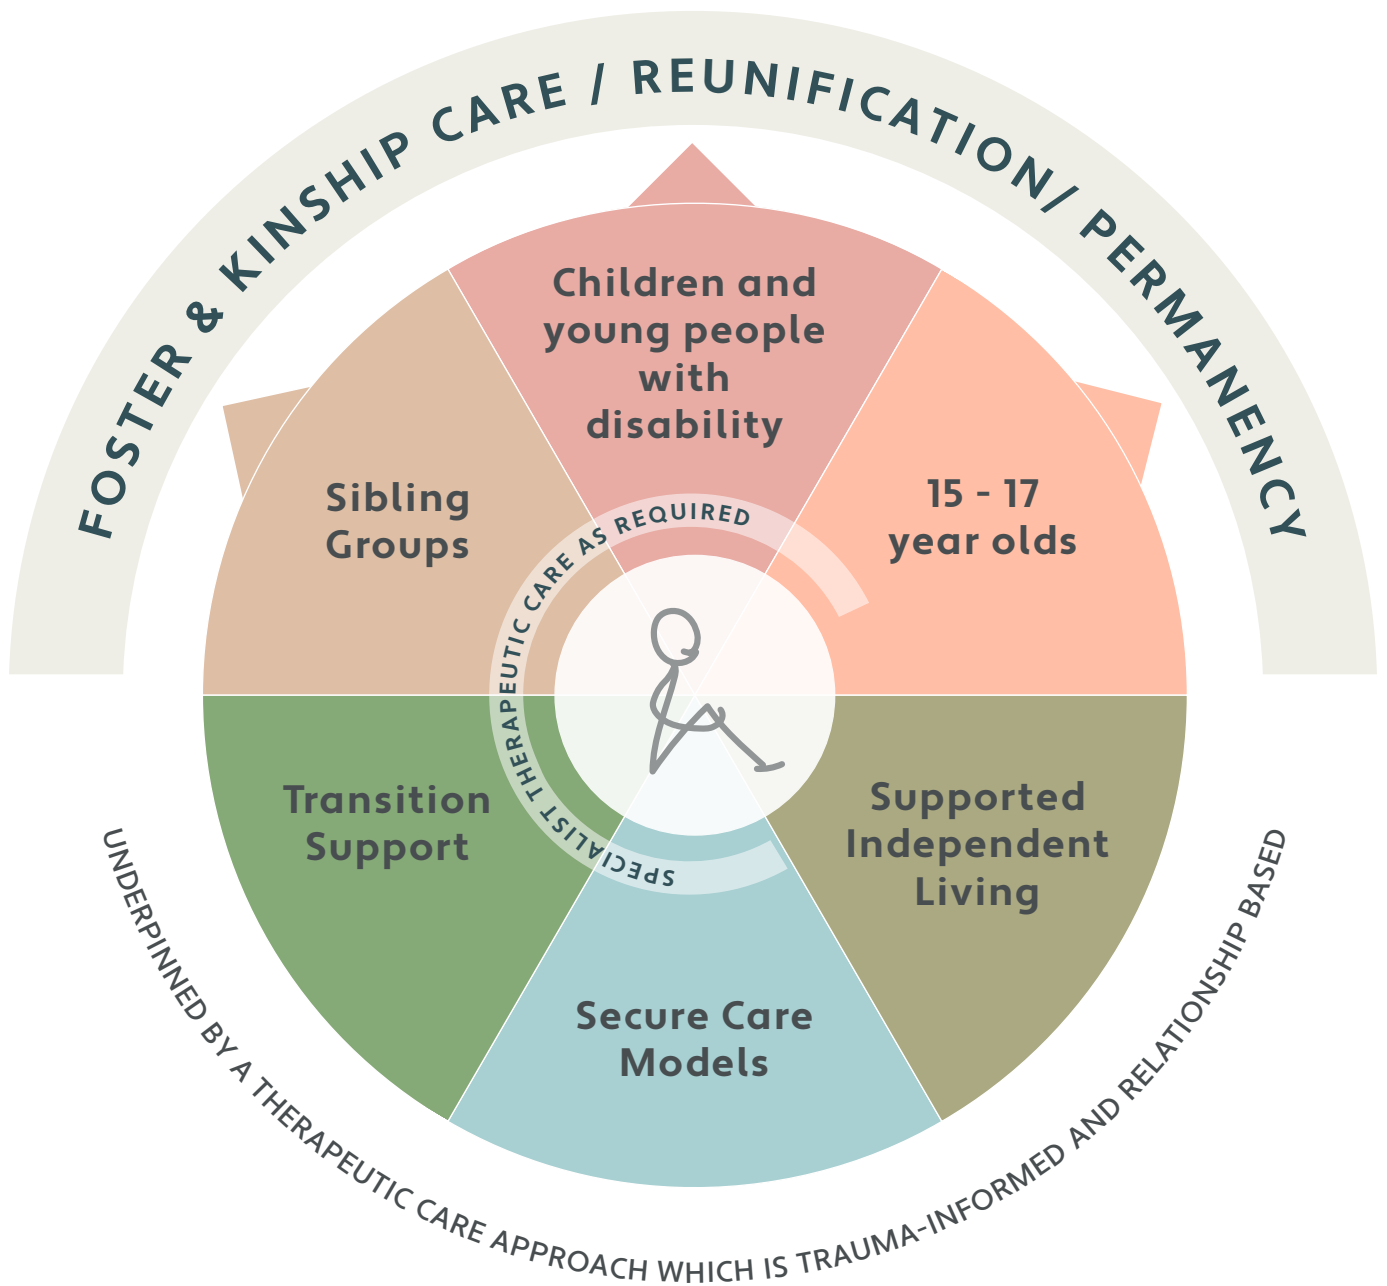 FOSTER & KINSHIP CARE / REUNIFICATION/ PERMANENCY
Children and
young people
with
disability
Sibling
Groups
15 - 17
year olds
SPECIALIST THERAPEUTIC CARE AS REQUIRED
Transition
Support
Supported
Independent
Living
Secure Care
Models
UNDERPINNED BY A THERAPEUTIC CARE APPROACH WHICH IS TRAUMA-INFORMED AND RELATIONSHIP BASED